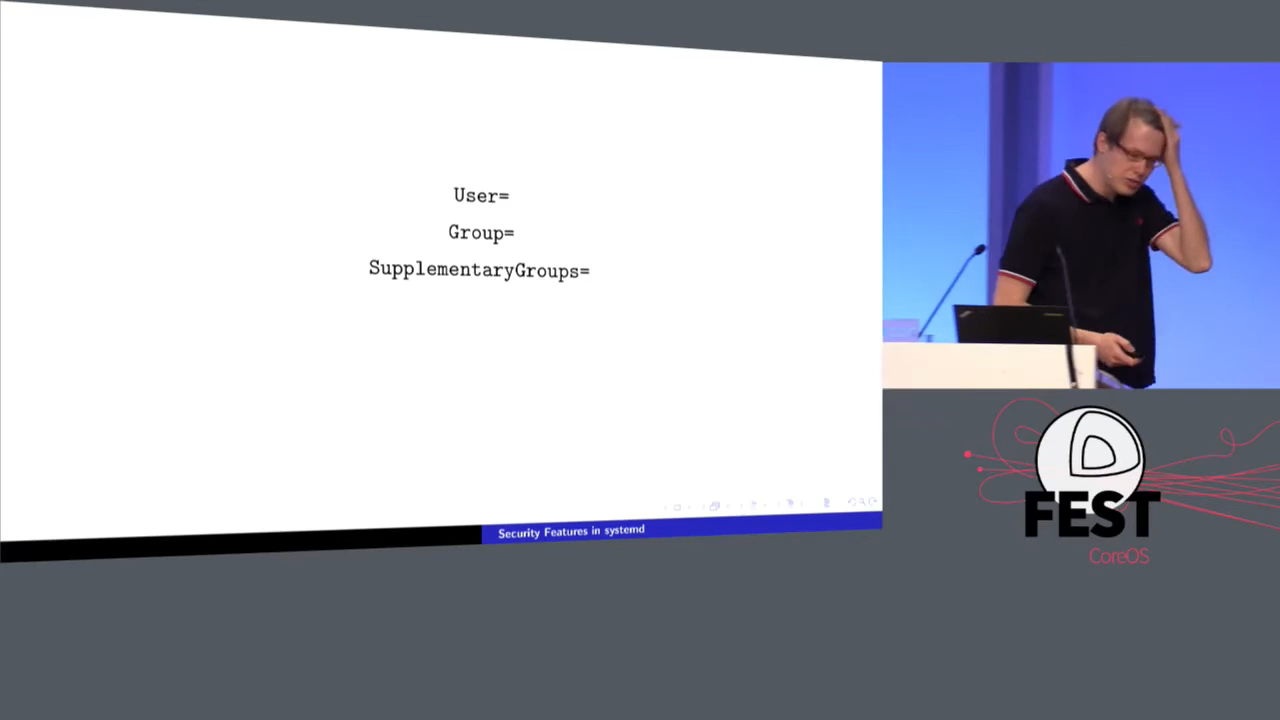 User=
Group=
SupplementaryGroups=
Security Features in systemd
FEST
CoreOS